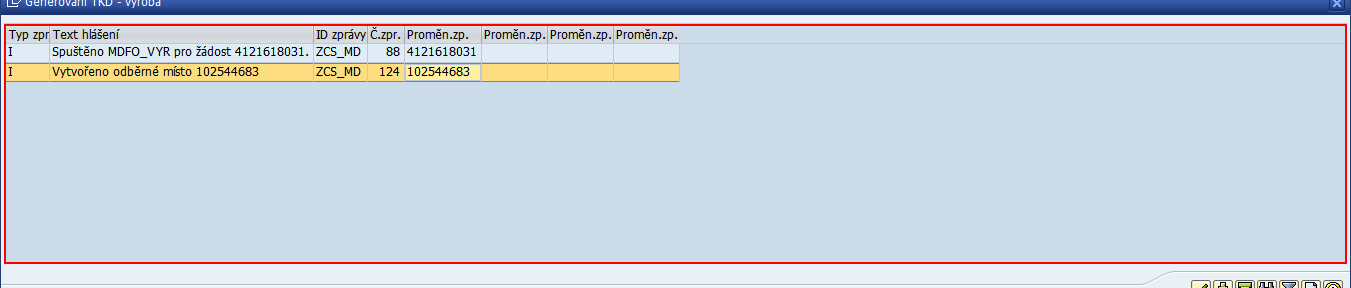 Generování TKD - výroba
Typ zpr Text hlášení ID zprávy Č.zpr. Proměn.zp. Proměn.zp. Proměn.zp. Proměn.zp.
I Spuštěno MDFO_VYR pro žádost 4121618031. ZCS_MD 88 4121618031
I Vytvořeno odběrné místo 102544683 ZCS_MD 124 102544683